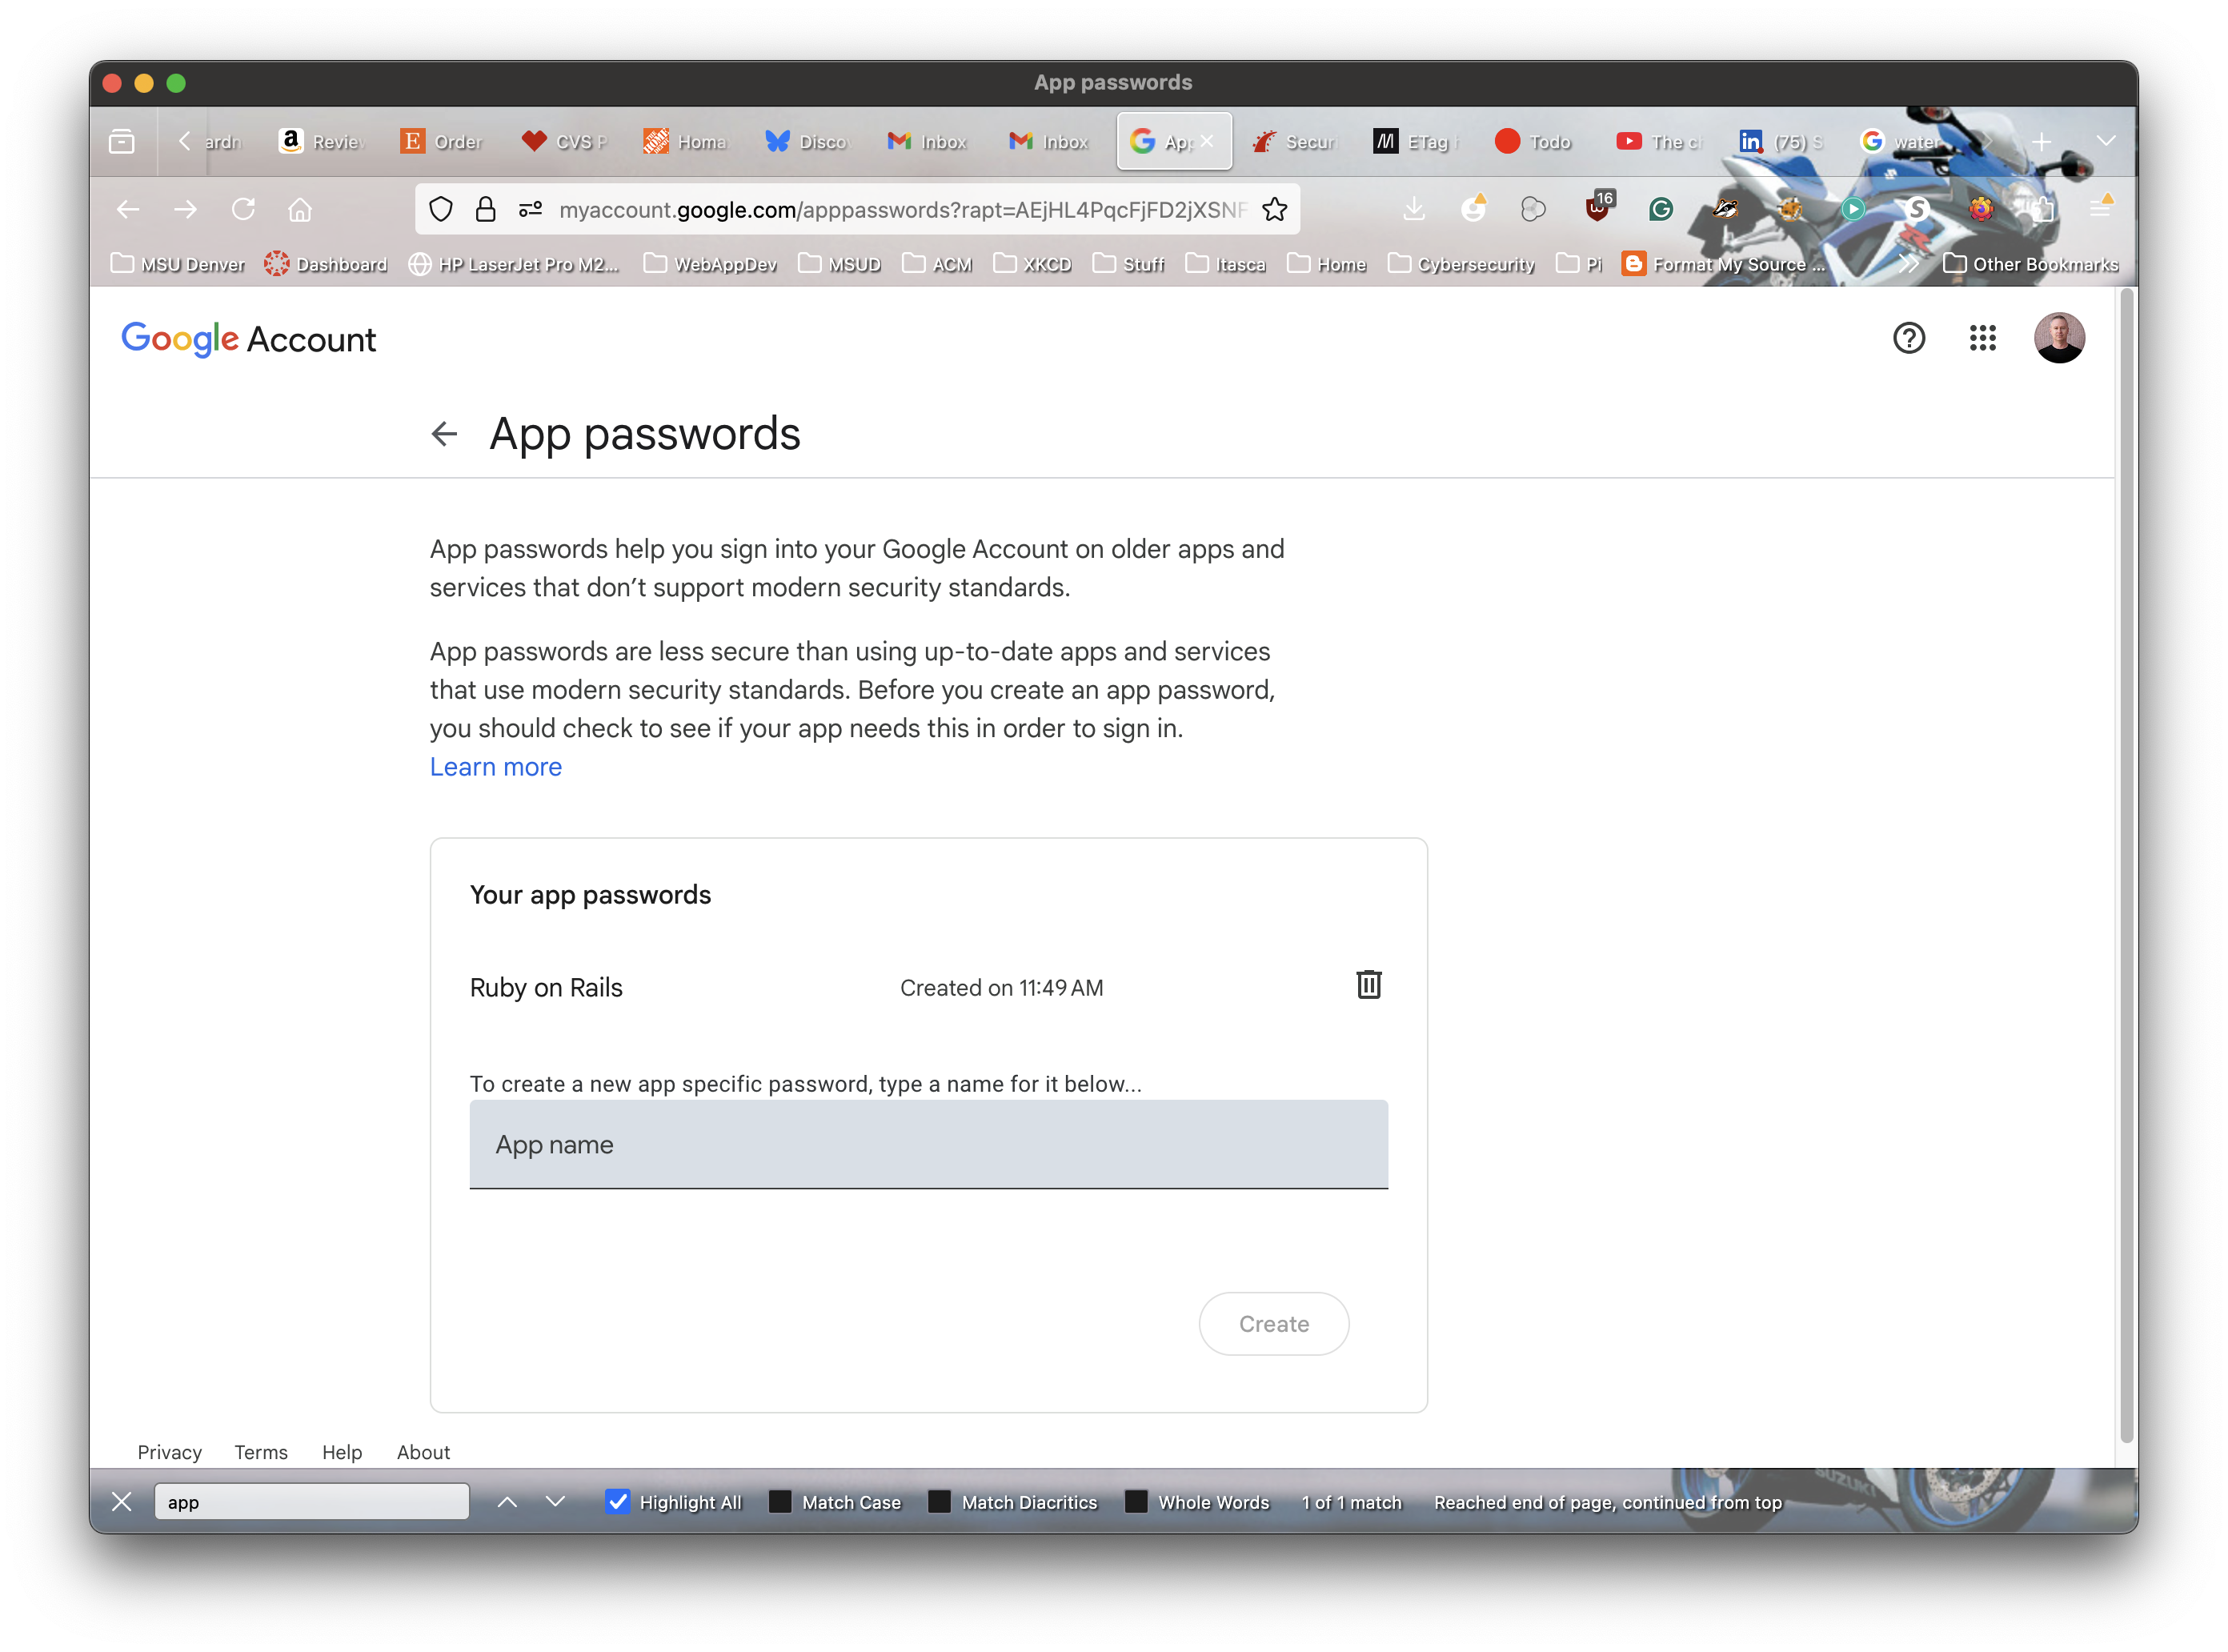 App passwords
ardn
Review
Order
CVS P
Homa
Disco
Inbox
Inbox
App
Securi
ETag
Todo
The c
(75) S
water
myaccount.google.com/apppasswords?rapt=AEjHL4PqcFjFD2jXSNF
16
MSU Denver
Dashboard
HP LaserJet Pro M2...
WebAppDev
MSUD
ACM
XKCD
Stuff
Itasca
Home
Cybersecurity
Pi
Format My Source ...
Other Bookmarks
Google Account
App passwords
App passwords help you sign into your Google Account on older apps and
services that don’t support modern security standards.
App passwords are less secure than using up-to-date apps and services
that use modern security standards. Before you create an app password,
you should check to see if your app needs this in order to sign in.
Learn more
Your app passwords
Ruby on Rails
Created on 11:49 AM
To create a new app specific password, type a name for it below...
App name
Create
Privacy
Terms
Help
About
app
Highlight All
Match Case
Match Diacritics
Whole Words
1 of 1 match
Reached end of page, continued from top
SUZUKI